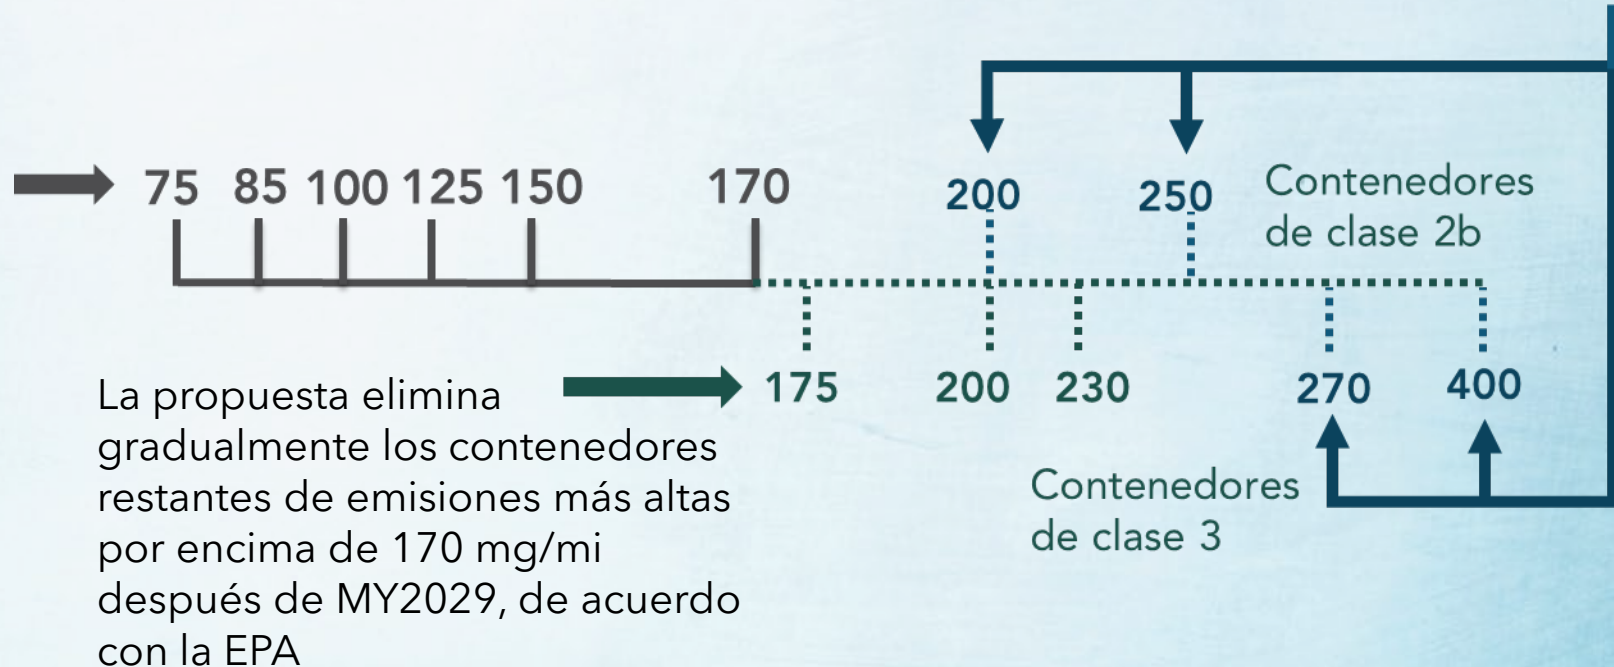 75 85 100 125 150 170 200 250
Contenedores
de clase 2b
175 200 230 270 400
La propuesta elimina
gradualmente los contenedores
restantes de emisiones más altas
por encima de 170 mg/mi
después de MY2029, de acuerdo
con la EPA
Contenedores
de clase 3